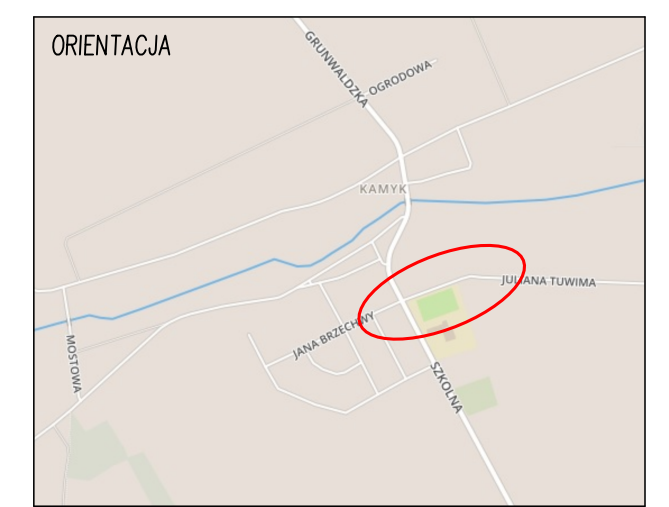 ORIENTACJA
GRUNWALDZKA
OGRODOWA
KAMYK
JULIANA TUWIMA
JANA BRZECHWY
MOSTOWA
SZKOLNA